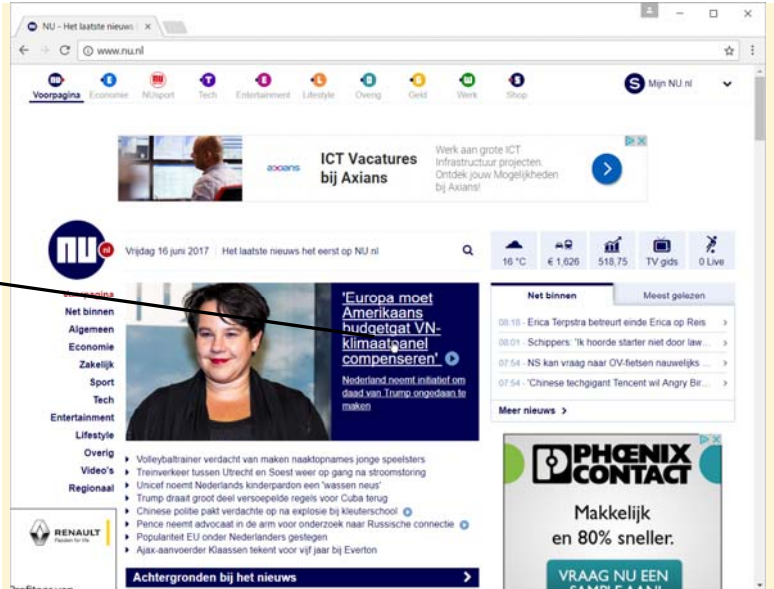 NU - Het laatste nieuws
www.nu.nl
Voorpagina Economie NUsport Tech Entertainment Lifestyle Overig Geld Werk Shop
S Mijn NU.nl
axians
ICT Vacatures
bij Axians
Werk aan grote ICT
Infrastructuur projecten.
Ontdek jouw Mogelijkheden
bij Axians!
nu.nl
Vrijdag 16 juni 2017 Het laatste nieuws het eerst op NU.nl
16 °C € 1,626 518,75 TV gids 0 Live
Voorpagina
Net binnen
Algemeen
Economie
Zakelijk
Sport
Tech
Entertainment
Lifestyle
Overig
Video's
Regionaal
'Europa moet
Amerikaans
budgetgat VN-
klimaatpanel
compenseren'
Nederland neemt initiatief om
daad van Trump ongedaan te
maken
Net binnen Meest gelezen
08:18 - Erica Terpstra betreurt einde Erica op Reis
08:01 - Schippers: 'Ik hoorde starter niet door law...
07:54 - NS kan vraag naar OV-fietsen nauwelijks ...
07:54 - 'Chinese techgigant Tencent wil Angry Bir...
Meer nieuws
Volleybaltrainer verdacht van maken naaktopnames jonge speelsters
Treinverkeer tussen Utrecht en Soest weer op gang na stroomstoring
Unicef noemt Nederlands kinderpardon een 'wassen neus'
Trump draait groot deel versoepelde regels voor Cuba terug
Chinese politie pakt verdachte op na explosie bij kleuterschool
Pence neemt advocaat in de arm voor onderzoek naar Russische connectie
Populariteit EU onder Nederlanders gestegen
Ajax-aanvoerder Klaassen tekent voor vijf jaar bij Everton
Achtergronden bij het nieuws
RENAULT
Passion for life
PHŒNIX
CONTACT
Makkelijk
en 80% sneller.
VRAAG NU EEN
SAMPLE AAN!